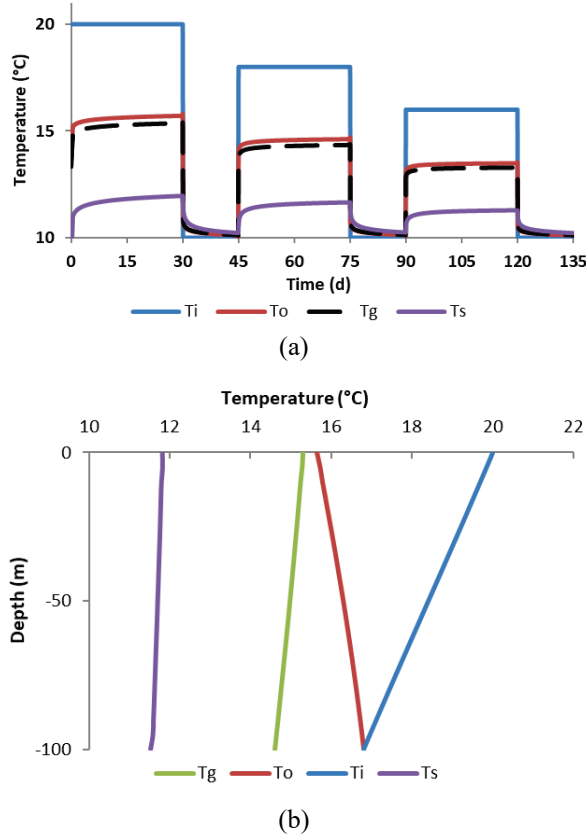 Temperature (°C)
20
15
10
0 15 30 45 60 75 90 105 120 135
Time (d)
Ti To Tg Ts
(a)
Temperature (°C)
10 12 14 16 18 20 22
0
-50
-100
Depth (m)
Tg To Ti Ts
(b)